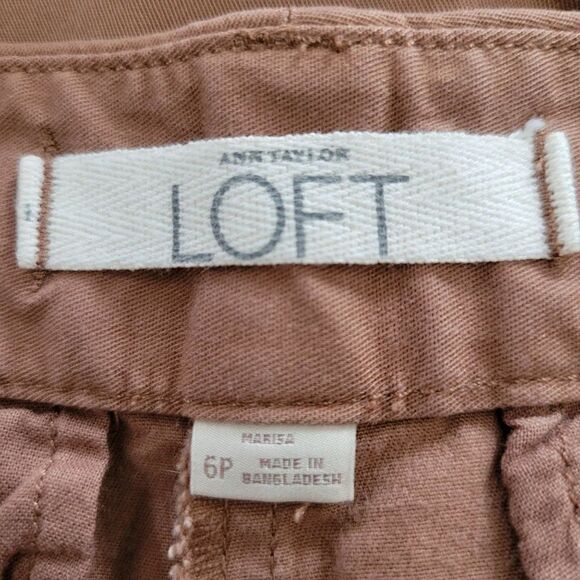 ANN TAYLOR
LOFT
MARISA
6P MADE IN
BANGLADESH